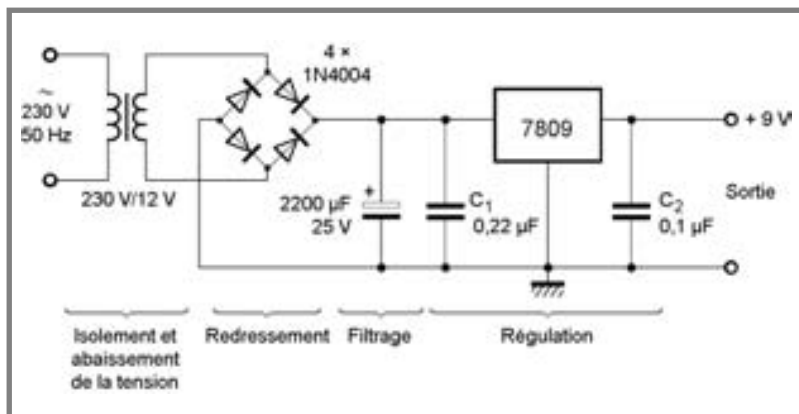 4 ×
1N4004
~
230 V
50 Hz
7809
+ 9 V
230 V/12 V
2200 µF
25 V
+
C1
0,22 µF
C2
0,1 µF
Sortie
Isolement et
abaissement
de la tension
Redressement
Filtrage
Régulation